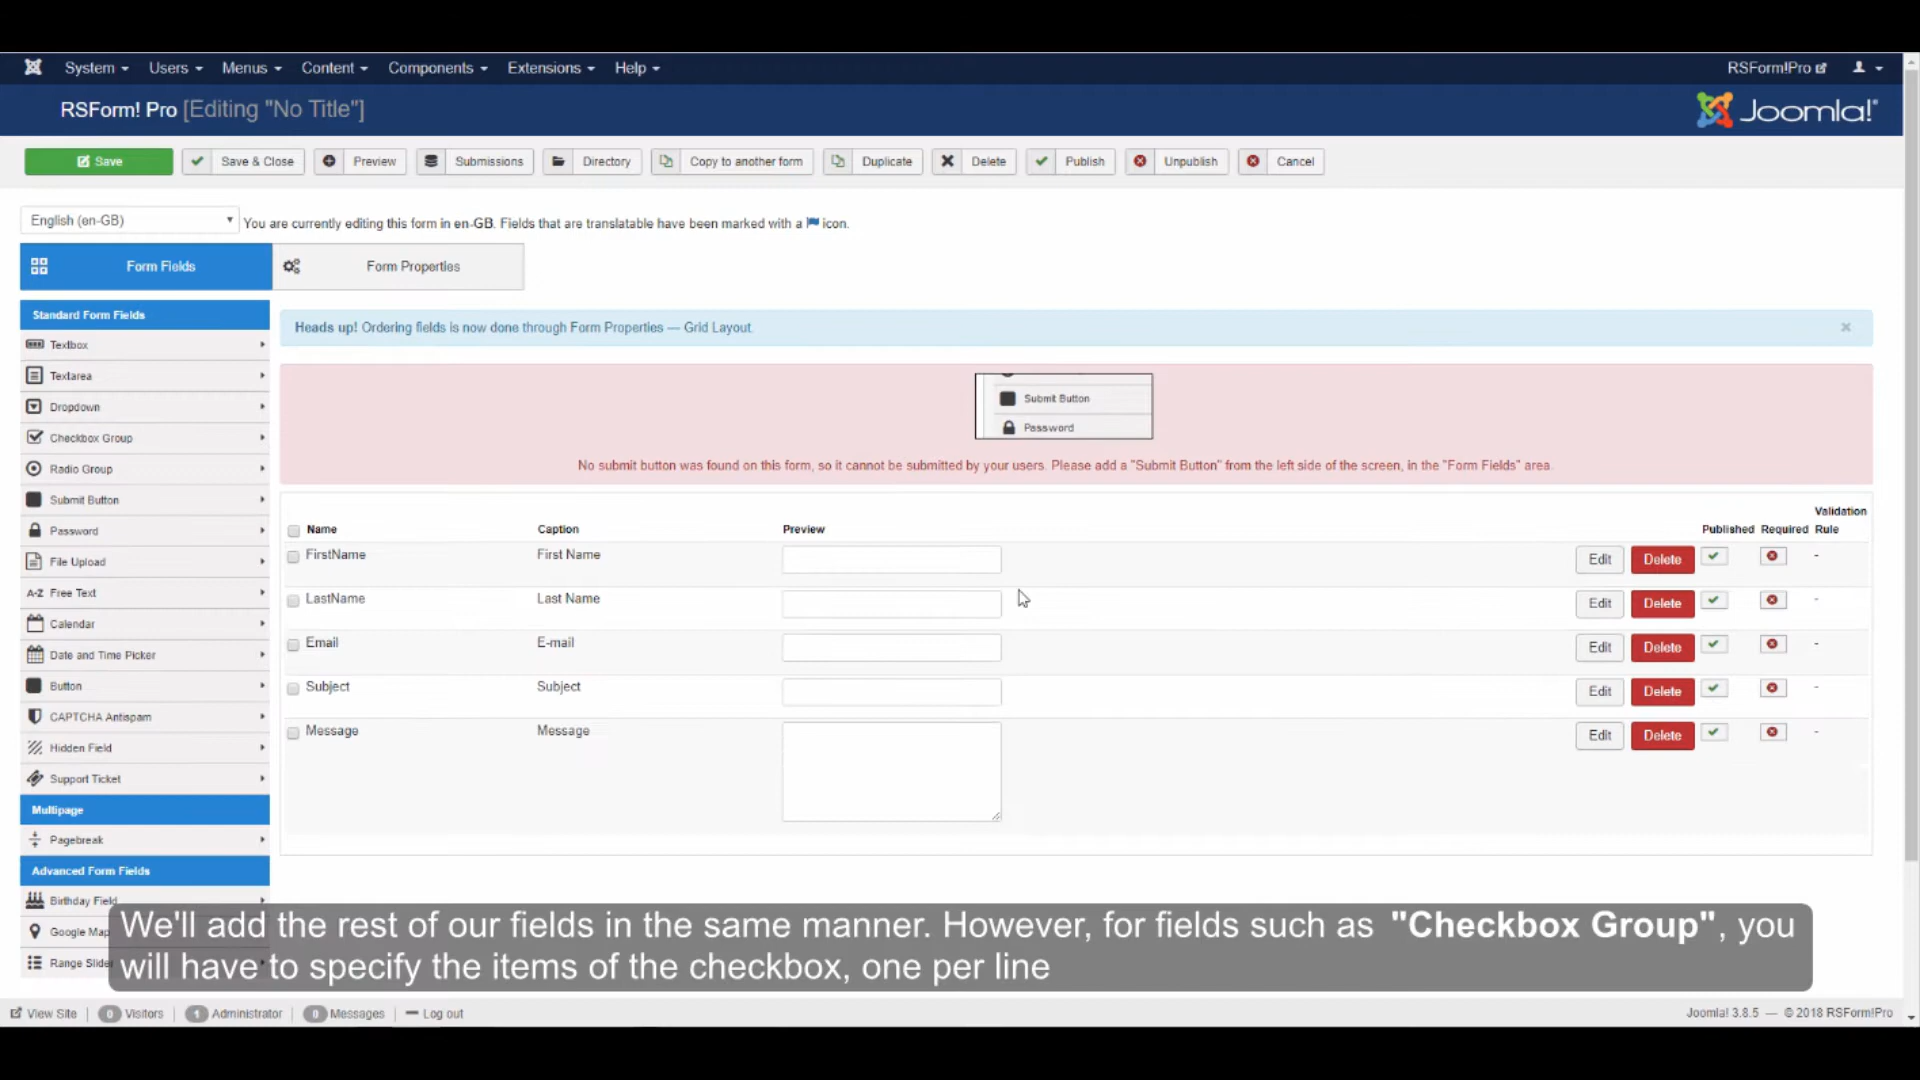 System Users Menus Content Components Extensions Help RSForm!Pro
RSForm! Pro [Editing "No Title"] Joomla!®
Save Save & Close Preview Submissions Directory Copy to another form Duplicate Delete Publish Unpublish Cancel
English (en-GB) You are currently editing this form in en-GB. Fields that are translatable have been marked with a icon.
Form Fields Form Properties
Standard Form Fields
Textbox
Textarea
Dropdown
Checkbox Group
Radio Group
Submit Button
Password
File Upload
A-Z Free Text
Calendar
Date and Time Picker
Button
CAPTCHA Antispam
Hidden Field
Support Ticket
Multipage
Pagebreak
Advanced Form Fields
Birthday Field
Google Map
Range Slider
Heads up! Ordering fields is now done through Form Properties — Grid Layout.
Submit Button
Password
No submit button was found on this form, so it cannot be submitted by your users. Please add a "Submit Button" from the left side of the screen, in the "Form Fields" area.
Name Caption Preview Published Required Validation Rule
FirstName First Name Edit Delete -
LastName Last Name Edit Delete -
Email E-mail Edit Delete -
Subject Subject Edit Delete -
Message Message Edit Delete -
We'll add the rest of our fields in the same manner. However, for fields such as "Checkbox Group", you
will have to specify the items of the checkbox, one per line
View Site 0 Visitors 1 Administrator 0 Messages Log out Joomla! 3.8.5 — © 2018 RSForm!Pro